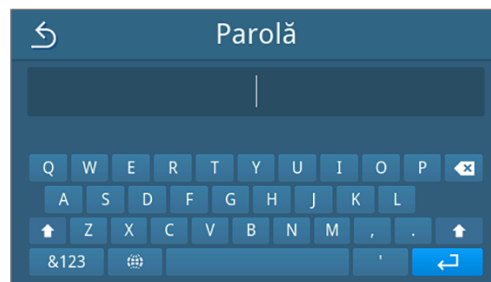 Parolă
Q W E R T Y U I O P
A S D F G H J K L
Z X C V B N M , .
&123 '